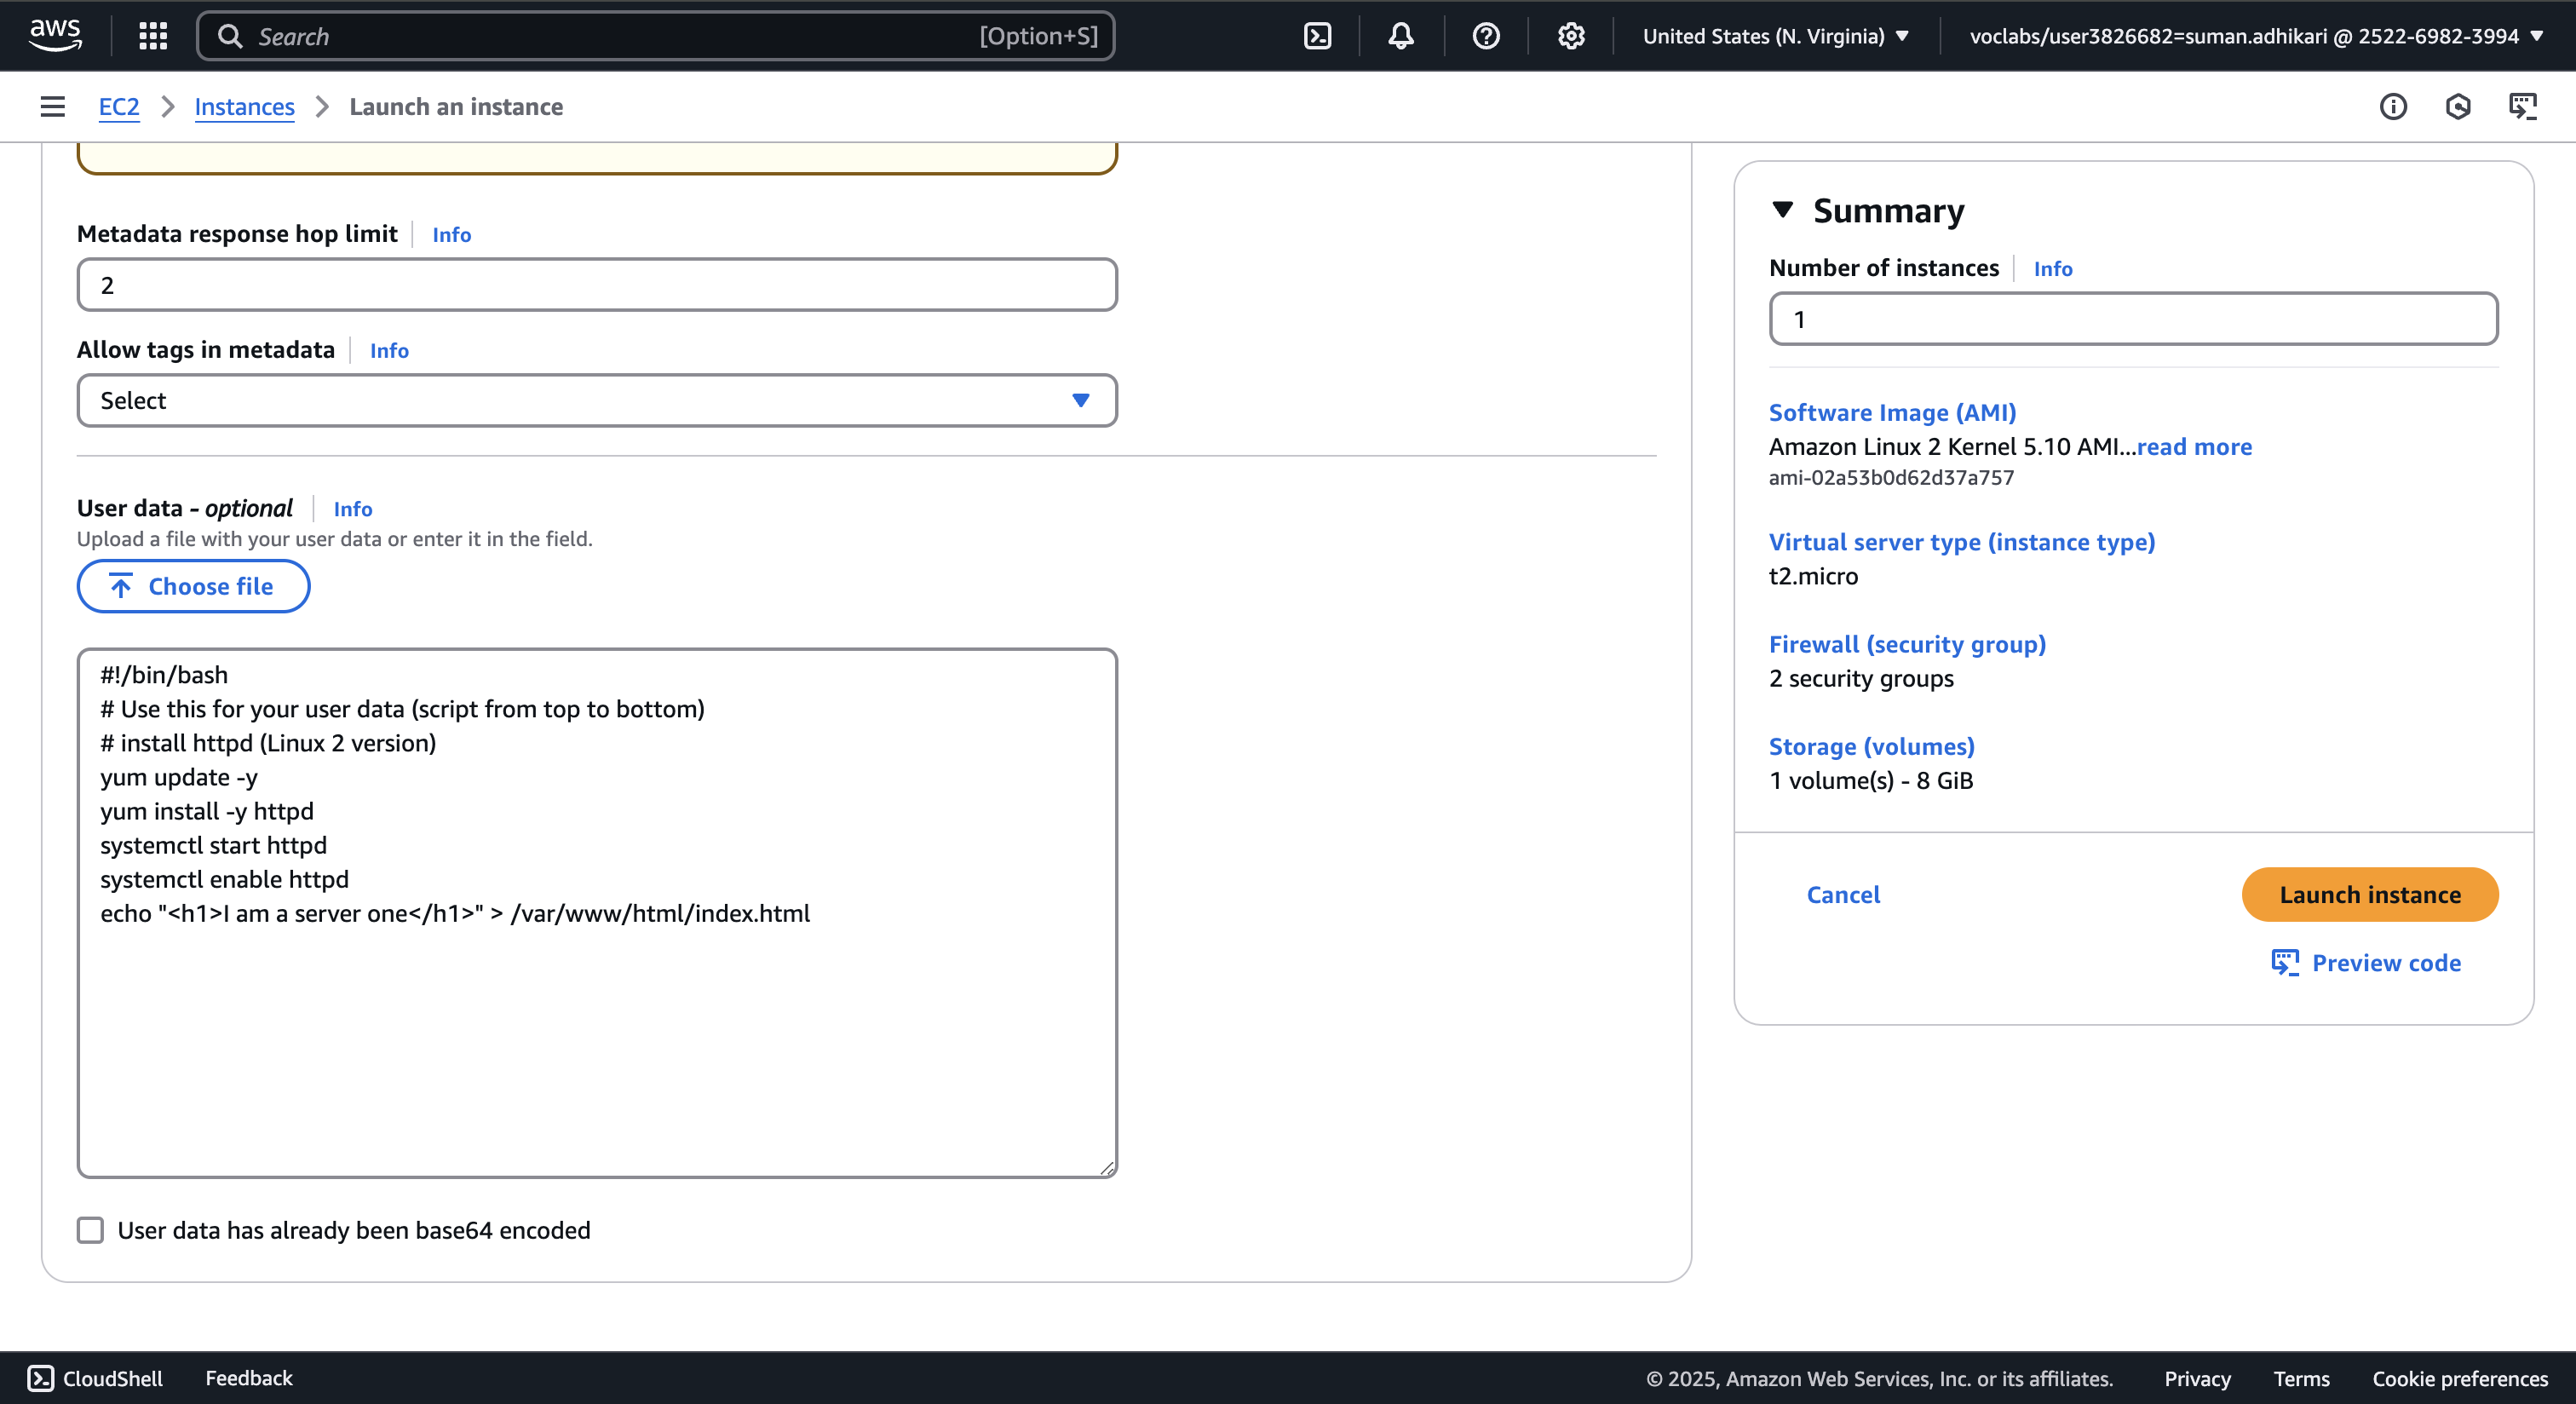 aws
Search [Option+S]
United States (N. Virginia)
voclabs/user3826682=suman.adhikari @ 2522-6982-3994
EC2 Instances Launch an instance
Metadata response hop limit Info
2
Allow tags in metadata Info
Select
User data - optional Info
Upload a file with your user data or enter it in the field.
Choose file
#!/bin/bash
# Use this for your user data (script from top to bottom)
# install httpd (Linux 2 version)
yum update -y
yum install -y httpd
systemctl start httpd
systemctl enable httpd
echo "<h1>I am a server one</h1>" > /var/www/html/index.html
User data has already been base64 encoded
Summary
Number of instances Info
1
Software Image (AMI)
Amazon Linux 2 Kernel 5.10 AMI...read more
ami-02a53b0d62d37a757
Virtual server type (instance type)
t2.micro
Firewall (security group)
2 security groups
Storage (volumes)
1 volume(s) - 8 GiB
Cancel Launch instance
Preview code
CloudShell Feedback
© 2025, Amazon Web Services, Inc. or its affiliates. Privacy Terms Cookie preferences